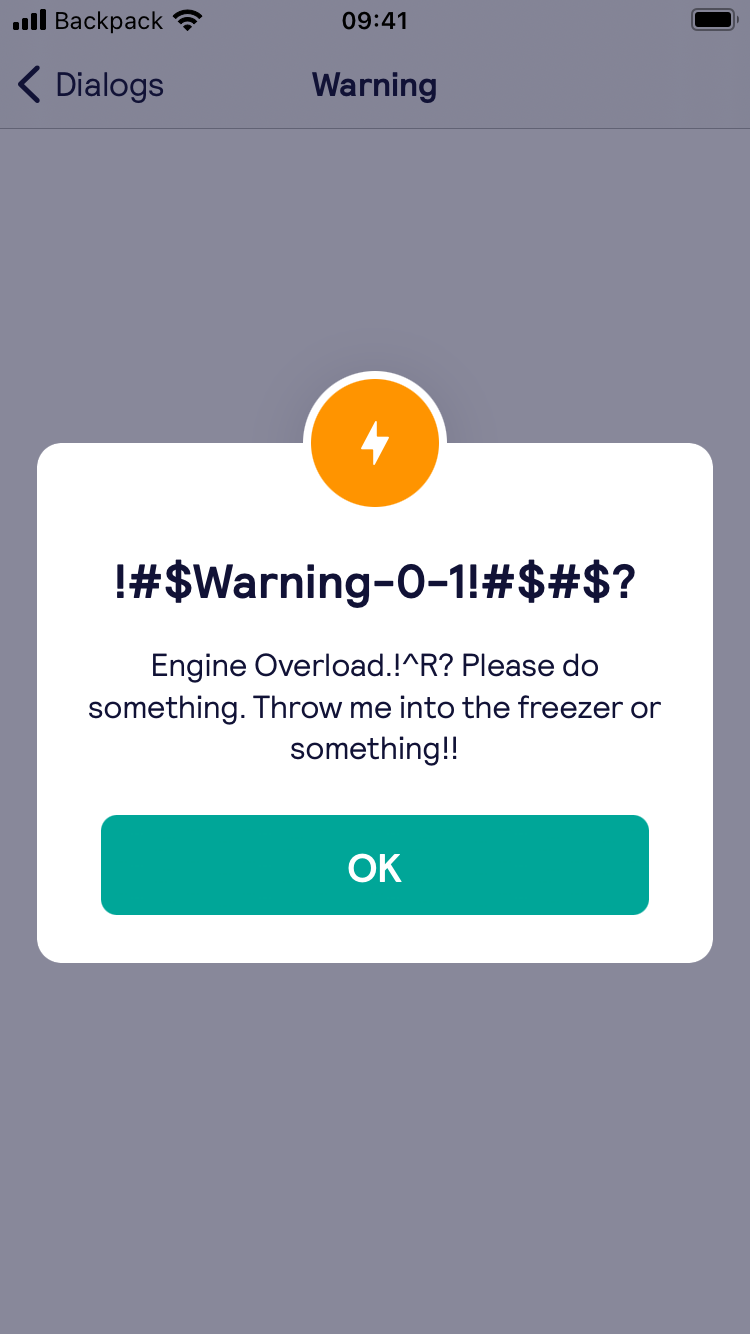 Backpack 09:41
Dialogs Warning
!#$Warning-0-1!#$#$?
Engine Overload.!^R? Please do
something. Throw me into the freezer or
something!!
OK